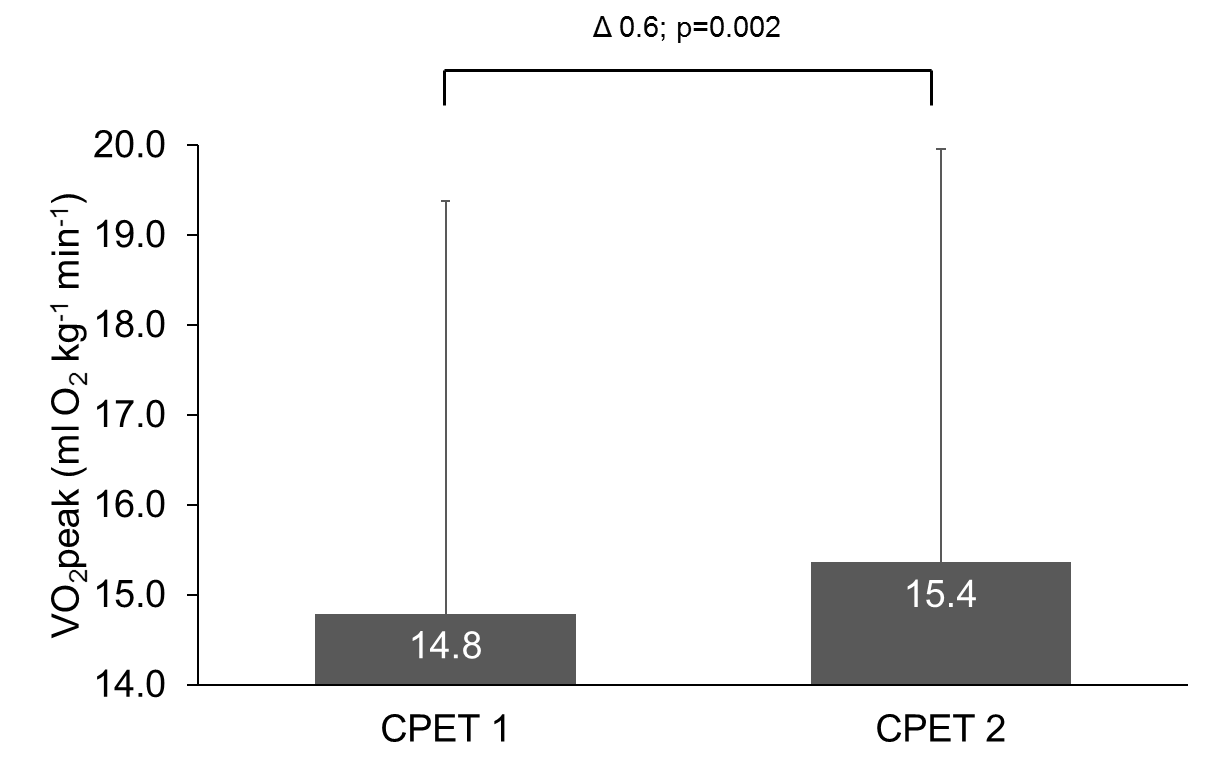 Δ 0.6; p=0.002
VO₂peak (ml O₂ kg⁻¹ min⁻¹)
20.0
19.0
18.0
17.0
16.0
15.0
14.0
14.8
15.4
CPET 1
CPET 2